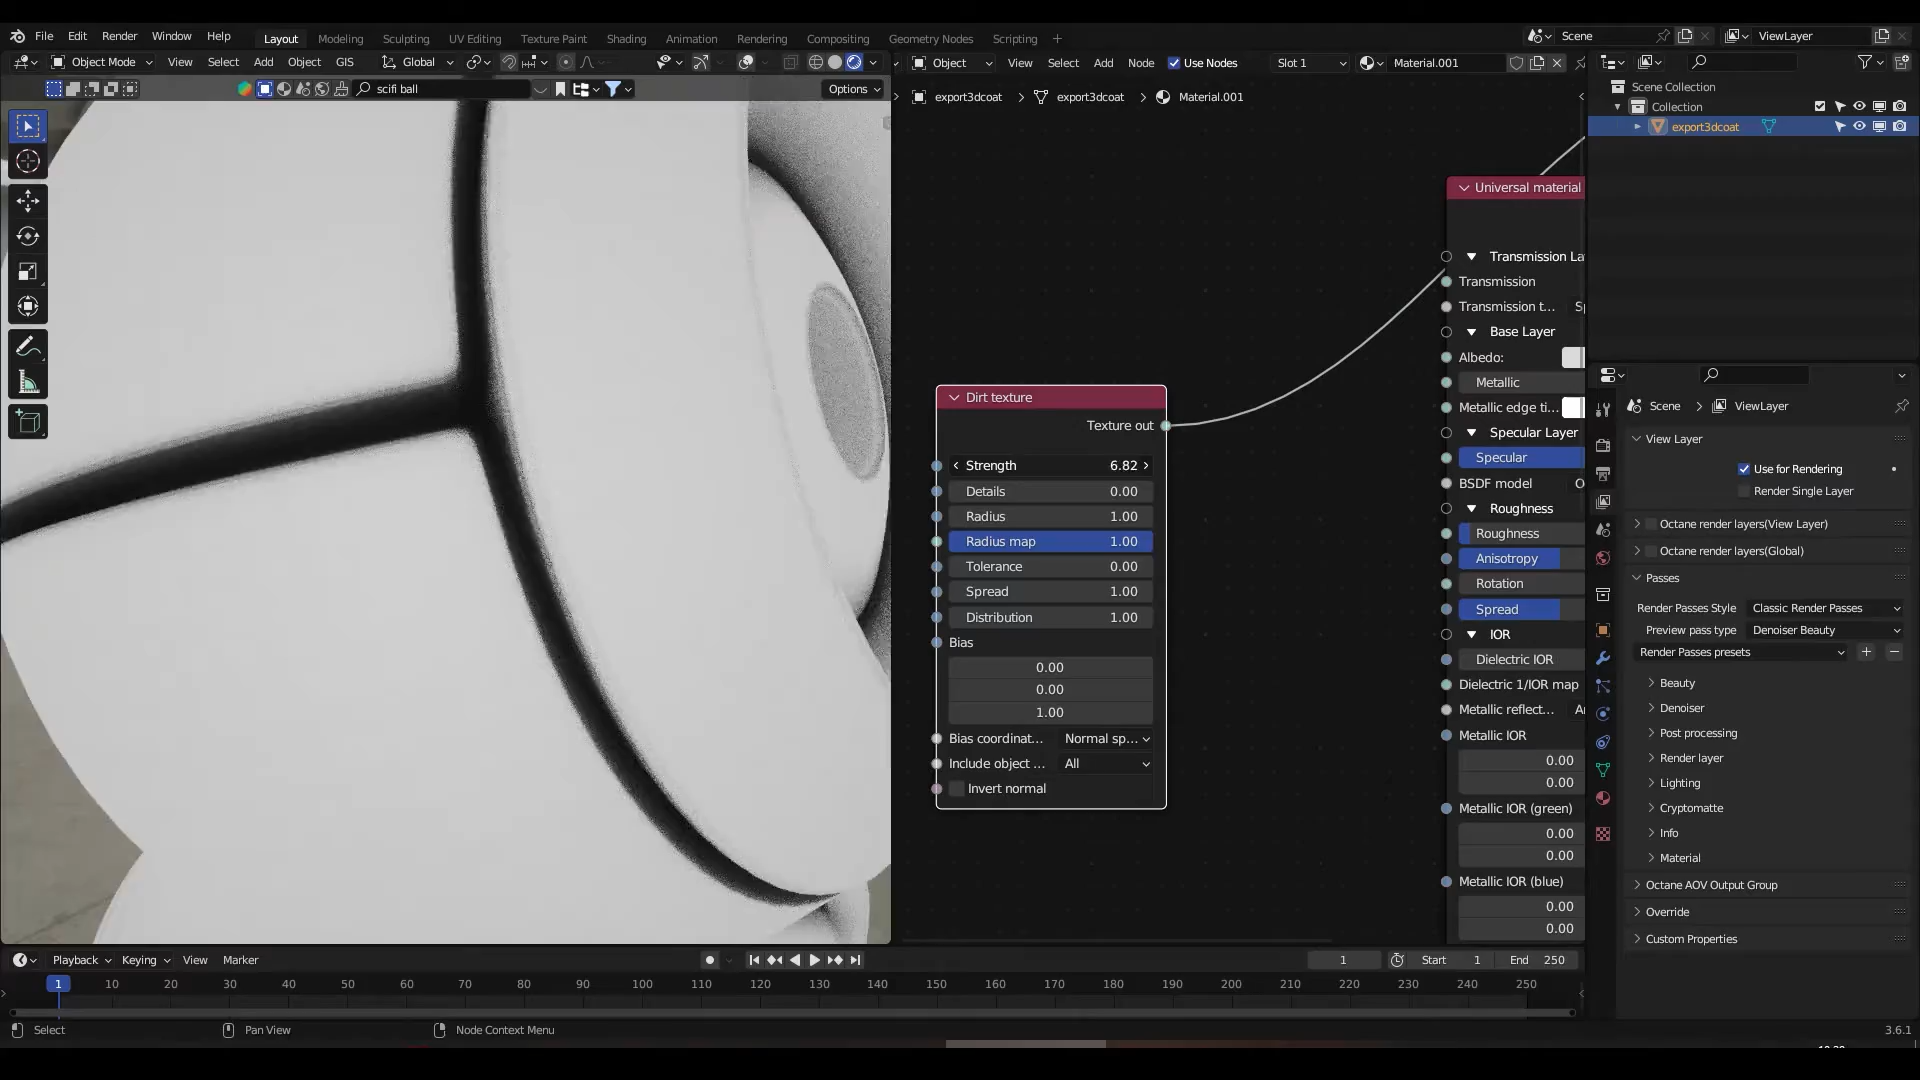 File Edit Render Window Help Layout Modeling Sculpting UV Editing Texture Paint Shading Animation Rendering Compositing Geometry Nodes Scripting + Scene ViewLayer
Object Mode View Select Add Object GIS Global Object View Select Add Node Use Nodes Slot 1 Material.001
scifi ball Options
export3dcoat > export3dcoat > Material.001
Scene Collection
Collection
export3dcoat
Universal material
Transmission La
Transmission
Transmission t...
Base Layer
Albedo:
Metallic
Metallic edge ti...
Specular Layer
Specular
BSDF model
Roughness
Roughness
Anisotropy
Rotation
Spread
IOR
Dielectric IOR
Dielectric 1/IOR map
Metallic reflect...
Metallic IOR
0.00
0.00
Metallic IOR (green)
0.00
0.00
Metallic IOR (blue)
0.00
0.00
Dirt texture
Texture out
Strength 6.82
Details 0.00
Radius 1.00
Radius map 1.00
Tolerance 0.00
Spread 1.00
Distribution 1.00
Bias
0.00
0.00
1.00
Bias coordinat... Normal sp...
Include object ... All
Invert normal
Scene > ViewLayer
View Layer
Use for Rendering
Render Single Layer
Octane render layers(View Layer)
Octane render layers(Global)
Passes
Render Passes Style Classic Render Passes
Preview pass type Denoiser Beauty
Render Passes presets
Beauty
Denoiser
Post processing
Render layer
Lighting
Cryptomatte
Info
Material
Octane AOV Output Group
Override
Custom Properties
Playback Keying View Marker 1 Start 1 End 250
1 10 20 30 40 50 60 70 80 90 100 110 120 130 140 150 160 170 180 190 200 210 220 230 240 250
Select Pan View Node Context Menu 3.6.1